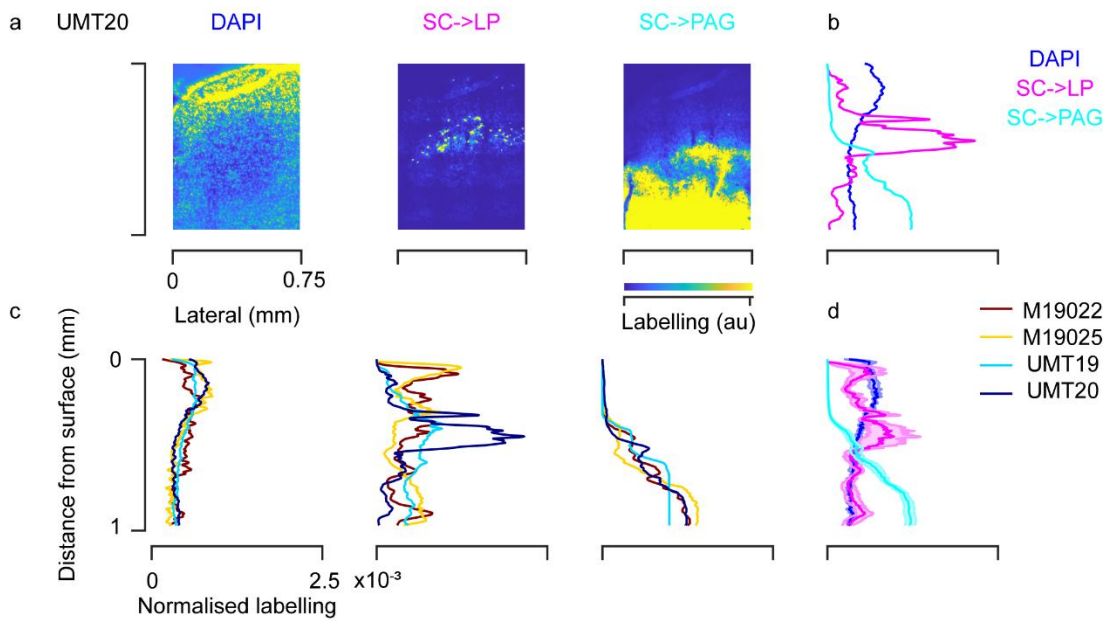 a UMT20 DAPI SC->LP SC->PAG b
DAPI
SC->LP
SC->PAG
0 0.75
Lateral (mm)
Labelling (au)
c d
M19022
M19025
UMT19
UMT20
Distance from surface (mm)
0
1
0 2.5 x10⁻³
Normalised labelling